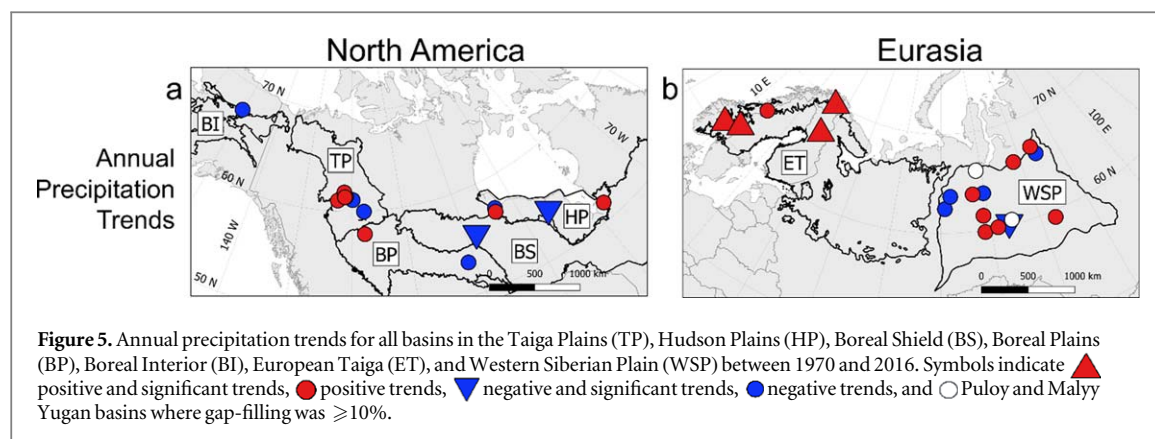 North America
Eurasia
a
b
Annual
Precipitation
Trends
70 N
BI
TP
60 N
140 W
50 N
BP
BS
HP
70 W
0 500 1000 km
10 E
ET
WSP
70 N
100 E
60 N
0 500 1000 km
Figure 5. Annual precipitation trends for all basins in the Taiga Plains (TP), Hudson Plains (HP), Boreal Shield (BS), Boreal Plains
(BP), Boreal Interior (BI), European Taiga (ET), and Western Siberian Plain (WSP) between 1970 and 2016. Symbols indicate
positive and significant trends, positive trends, negative and significant trends, negative trends, and Puloy and Malyy
Yugan basins where gap-filling was ⩾10%.